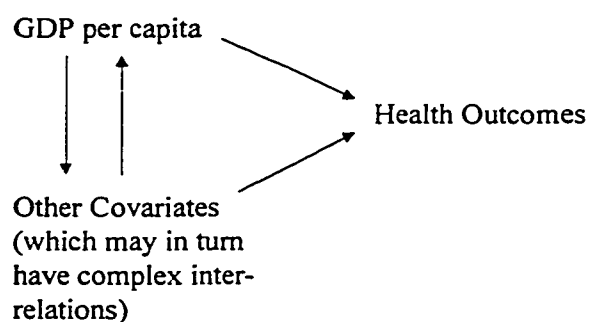 GDP per capita
Health Outcomes
Other Covariates
(which may in turn
have complex inter-
relations)